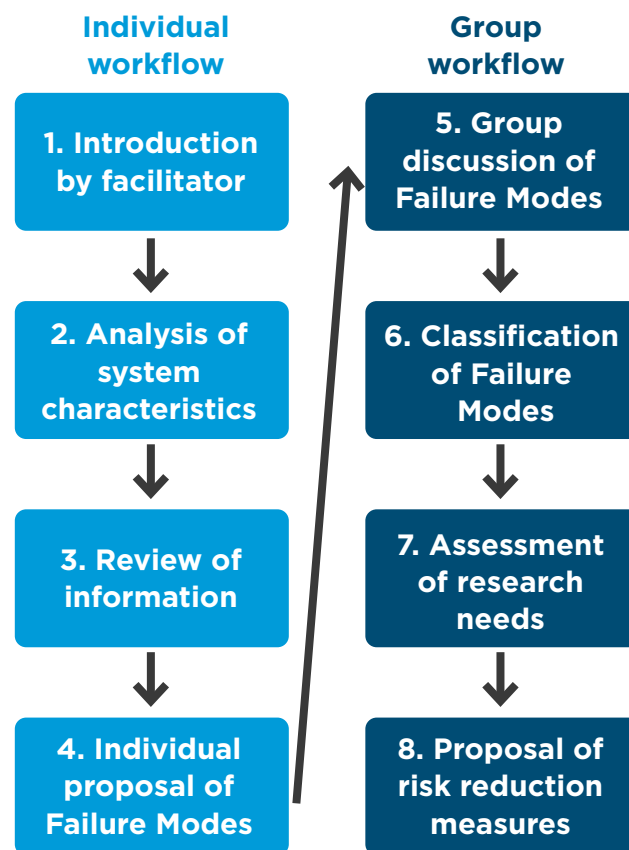 Individual
workflow
1. Introduction
by facilitator
2. Analysis of
system
characteristics
3. Review of
information
4. Individual
proposal of
Failure Modes
Group
workflow
5. Group
discussion of
Failure Modes
6. Classification
of Failure
Modes
7. Assessment
of research
needs
8. Proposal of
risk reduction
measures